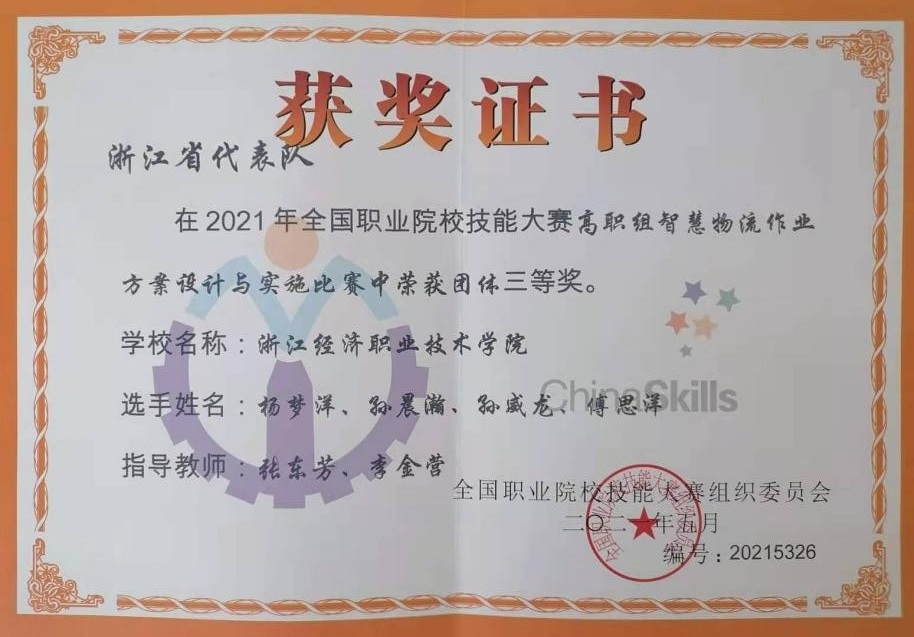 获奖证书
浙江省代表队
在2021年全国职业院校技能大赛高职组智慧物流作业
方案设计与实施比赛中荣获团体三等奖。
学校名称：浙江经济职业技术学院
ChinaSkills
选手姓名：杨梦洋、孙晨瀚、孙威龙、傅思洋
指导教师：张东芳、李金营
全国职业院校技能大赛组织委员会
二〇二一年五月
编号：20215326